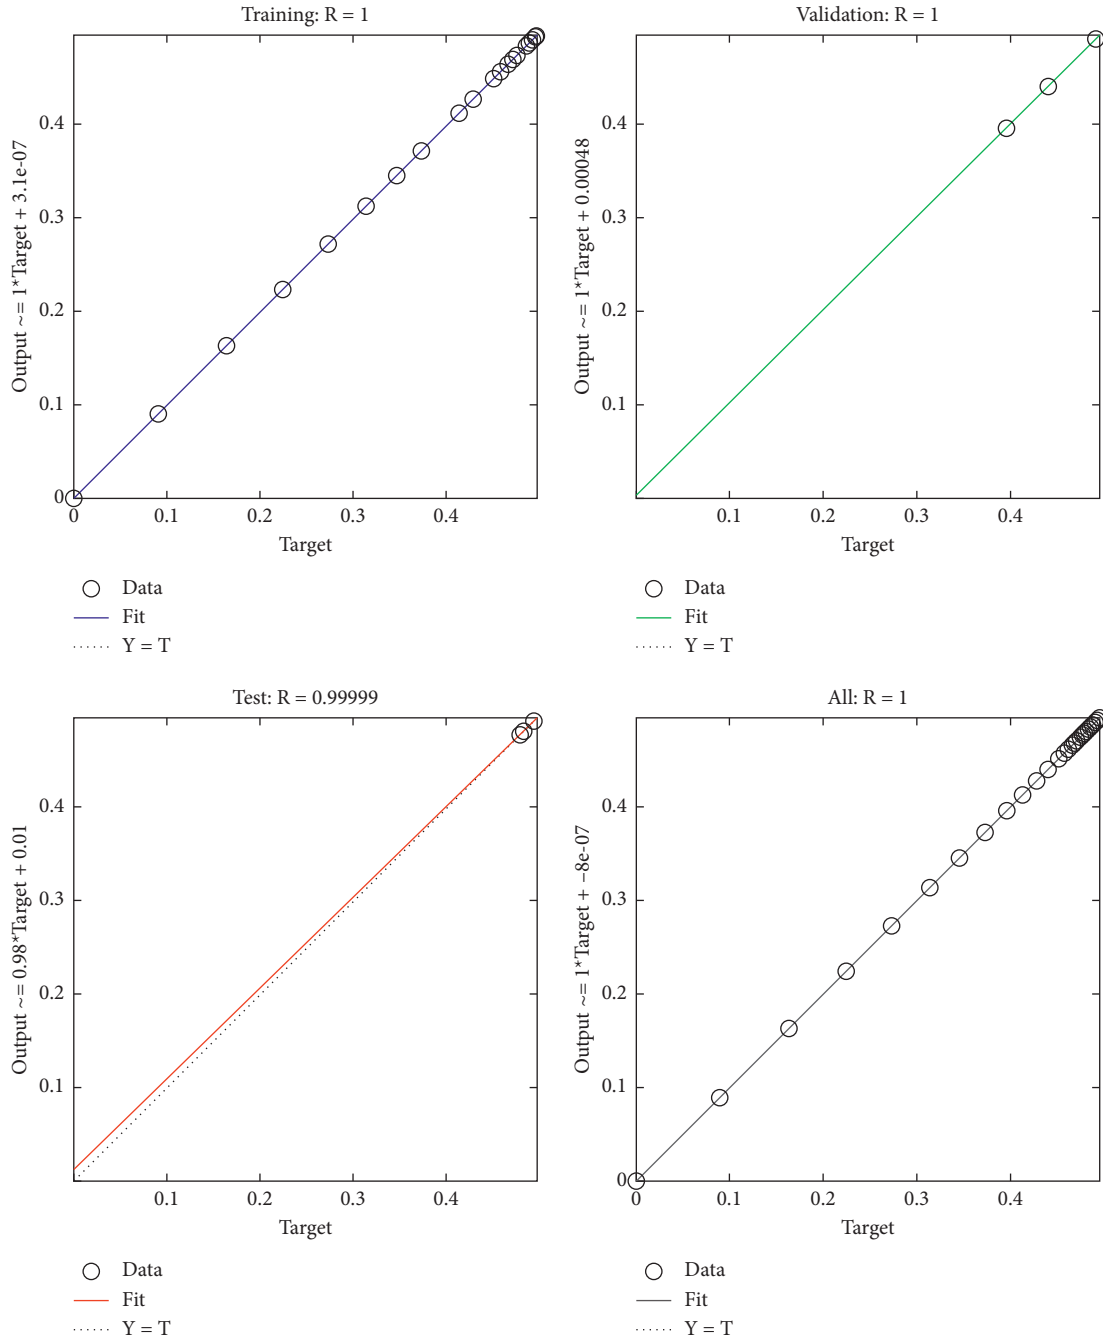 Training: R = 1
Output ~= 1*Target + 3.1e-07
0.4
0.3
0.2
0.1
0
0 0.1 0.2 0.3 0.4
Target
Data
Fit
Y = T
Validation: R = 1
Output ~= 1*Target + 0.00048
0.4
0.3
0.2
0.1
0.1 0.2 0.3 0.4
Target
Data
Fit
Y = T
Test: R = 0.99999
Output ~= 0.98*Target + 0.01
0.4
0.3
0.2
0.1
0.1 0.2 0.3 0.4
Target
Data
Fit
Y = T
All: R = 1
Output ~= 1*Target + −8e-07
0.4
0.3
0.2
0.1
0
0 0.1 0.2 0.3 0.4
Target
Data
Fit
Y = T